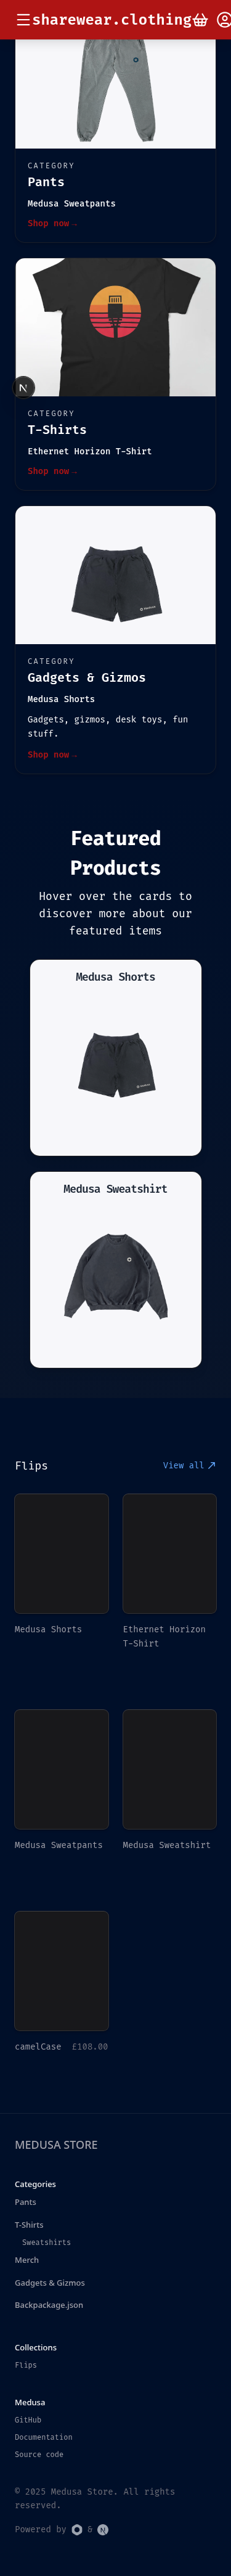 sharewear.clothing
CATEGORY
Pants
Medusa Sweatpants
Shop now →
CATEGORY
T-Shirts
Ethernet Horizon T-Shirt
Shop now →
CATEGORY
Gadgets & Gizmos
Medusa Shorts
Gadgets, gizmos, desk toys, fun
stuff.
Shop now →
Featured
Products
Hover over the cards to
discover more about our
featured items
Medusa Shorts
Medusa Sweatshirt
Flips
View all ↗
Medusa Shorts
Ethernet Horizon
T-Shirt
Medusa Sweatpants
Medusa Sweatshirt
camelCase
£108.00
MEDUSA STORE
Categories
Pants
T-Shirts
Sweatshirts
Merch
Gadgets & Gizmos
Backpackage.json
Collections
Flips
Medusa
GitHub
Documentation
Source code
© 2025 Medusa Store. All rights
reserved.
Powered by & N